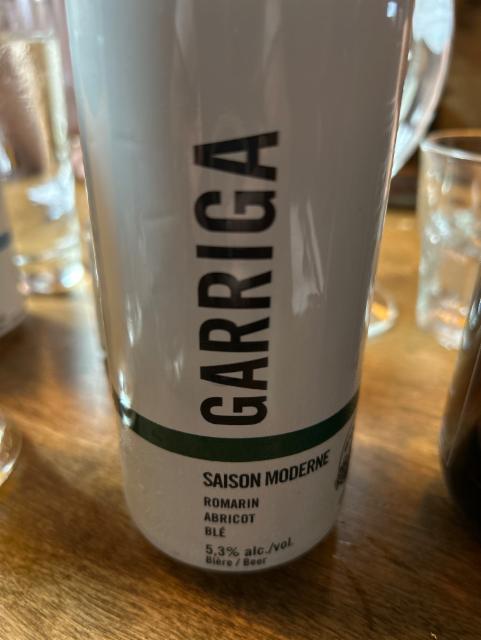 GARRIGA
SAISON MODERNE
ROMARIN
ABRICOT
BLÉ
5,3% alc./vol.
Bière / Beer